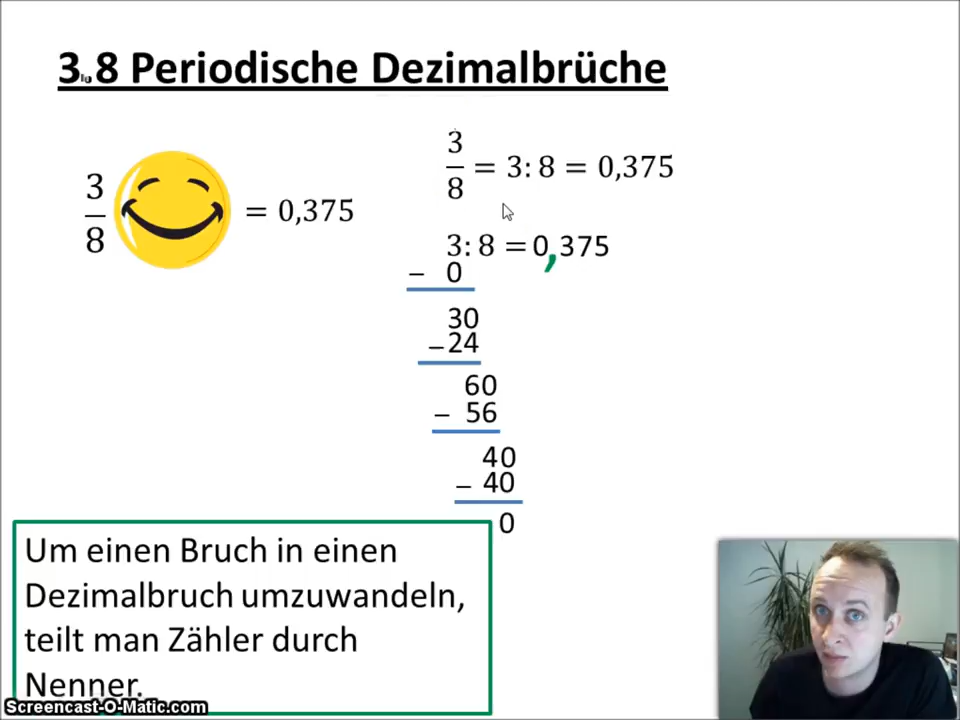 3.8 Periodische Dezimalbrüche
3/8 = 0,375
3/8 = 3:8 = 0,375
3:8 = 0,375
− 0
30
−24
60
− 56
40
− 40
0
Um einen Bruch in einen
Dezimalbruch umzuwandeln,
teilt man Zähler durch
Nenner.
Screencast-O-Matic.com